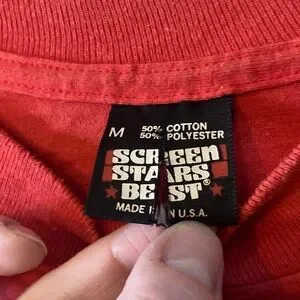 M 50% COTTON
50% POLYESTER
SCREEN
STARS
BEST®
MADE IN U.S.A.